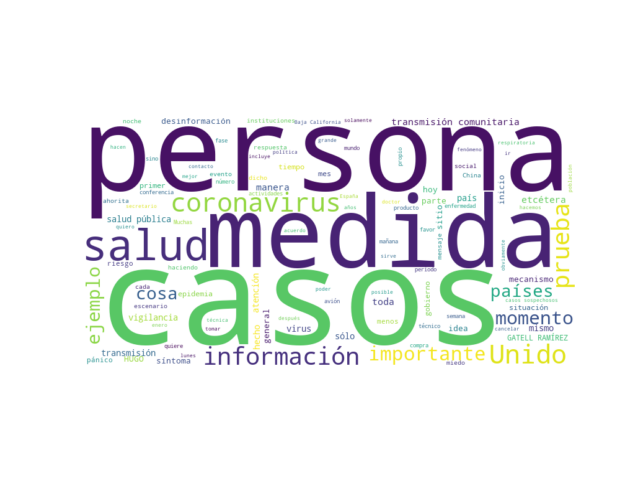 noche desinformación instituciones Baja California solamente transmisión comunitaria
persona
hacen sino fase respuesta política grande mundo propio fenómeno ir respiratoria
contacto mejor evento número incluye tiempo mes social China
primer conferencia manera hoy parte país inicio etcétera
ahorita secretario coronavirus actividades España años doctor producto enfermedad hacemos población
salud pública Muchas quiero acuerdo favor mensaje sitio
salud medida prueba
mañana sirve obviamente
riesgo haciendo periodo mecanismo
casos
cada cosa epidemia atención poder posible toda gobierno países casos sospechosos
ejemplo escenario avión situación momento
vigilancia enero técnica tomar hecho general virus después sólo menos técnico semana idea cancelar mismo
HUGO quiere GATELL RAMÍREZ
transmisión síntoma lunes información importante compra Unido
pánico miedo